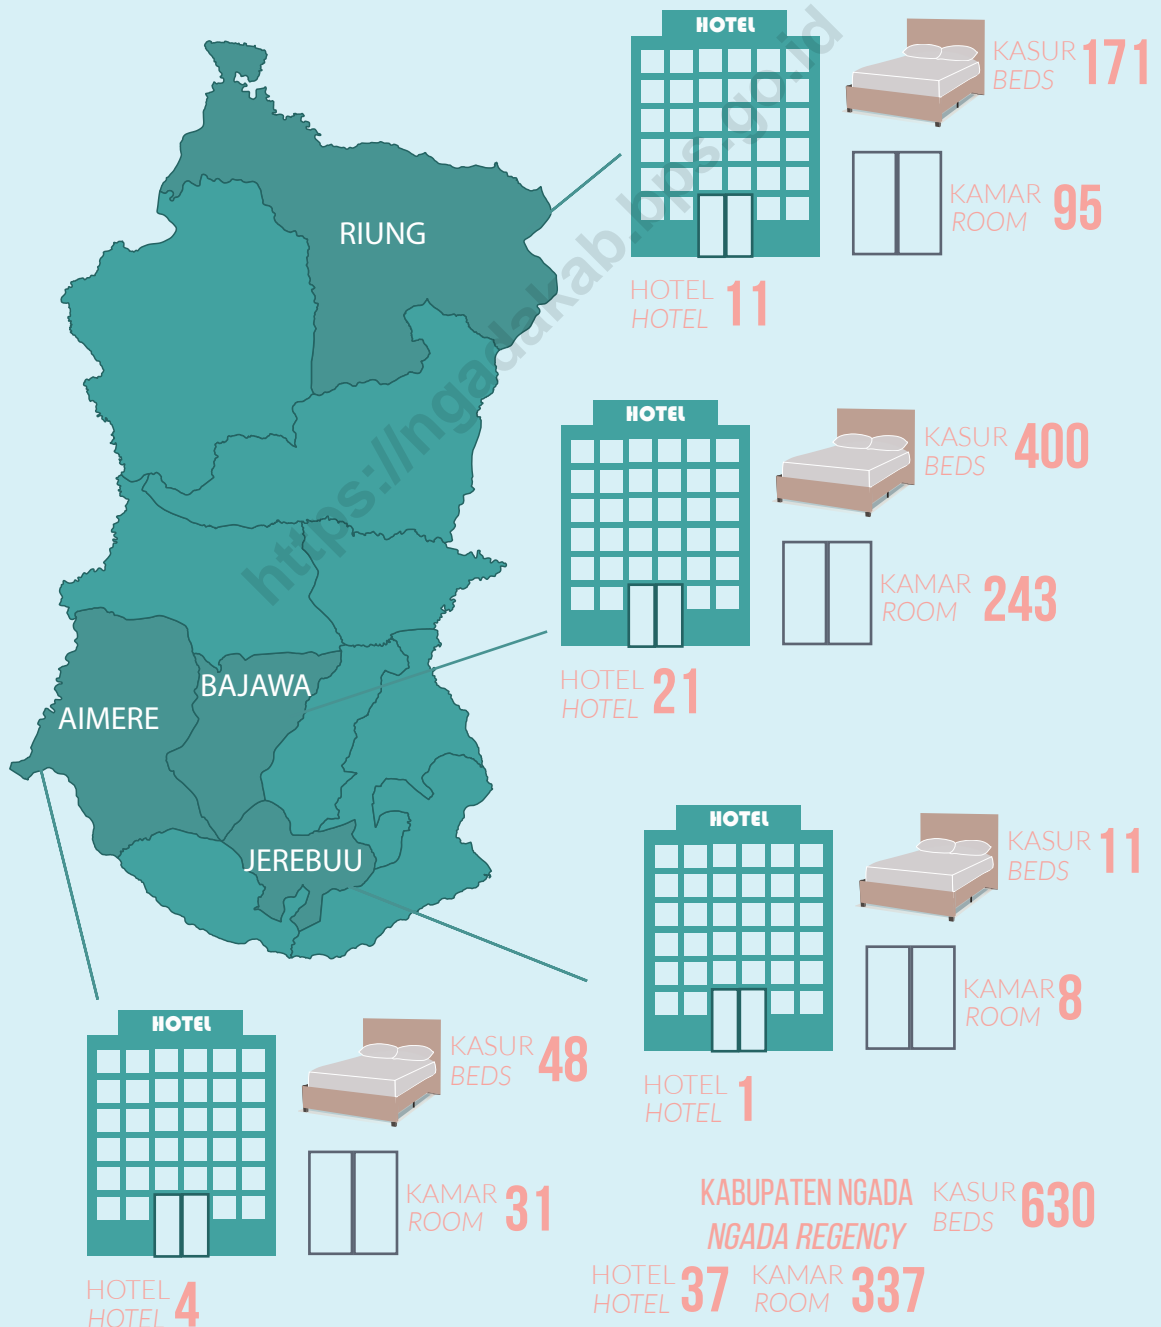 HOTEL
KASUR 171
BEDS
KAMAR 95
ROOM
HOTEL 11
HOTEL
RIUNG
https://ngadakab.bps.go.id
HOTEL
KASUR 400
BEDS
KAMAR 243
ROOM
HOTEL 21
HOTEL
BAJAWA
AIMERE
JEREBUU
HOTEL
KASUR 11
BEDS
KAMAR 8
ROOM
HOTEL 1
HOTEL
HOTEL
KASUR 48
BEDS
KAMAR 31
ROOM
HOTEL 4
HOTEL
KABUPATEN NGADA
NGADA REGENCY
KASUR 630
BEDS
HOTEL 37
HOTEL
KAMAR 337
ROOM